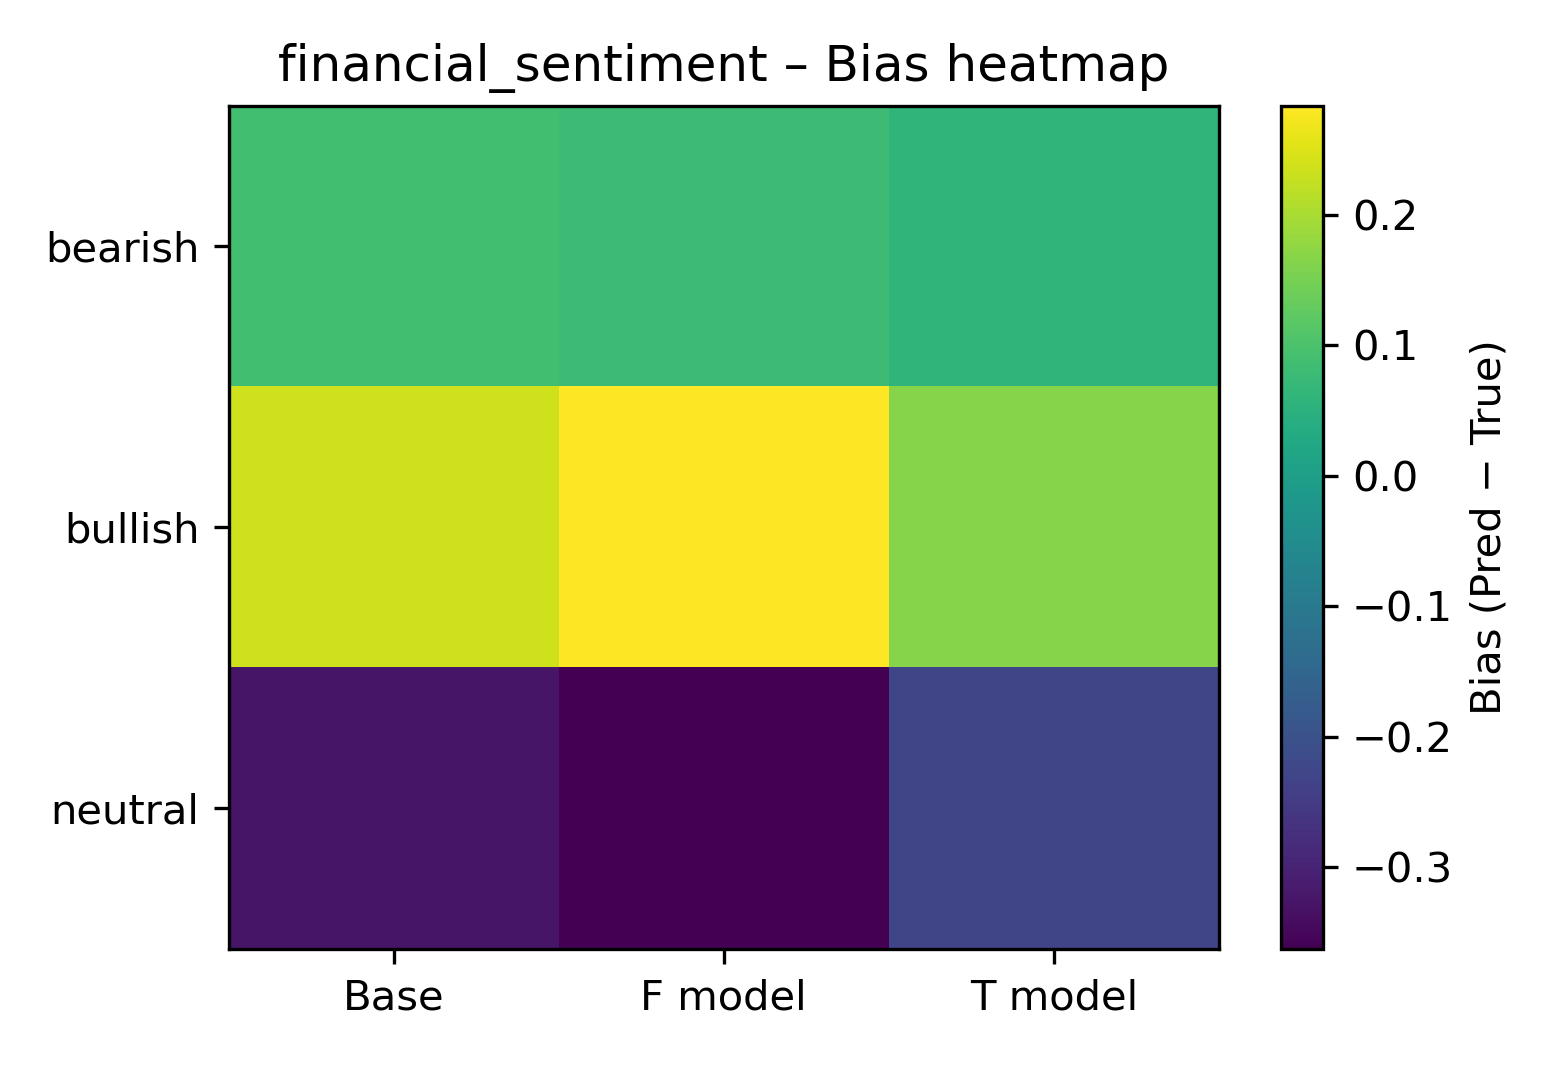 financial_sentiment – Bias heatmap
bearish
bullish
neutral
Base
F model
T model
0.2
0.1
0.0
−0.1
−0.2
−0.3
Bias (Pred − True)